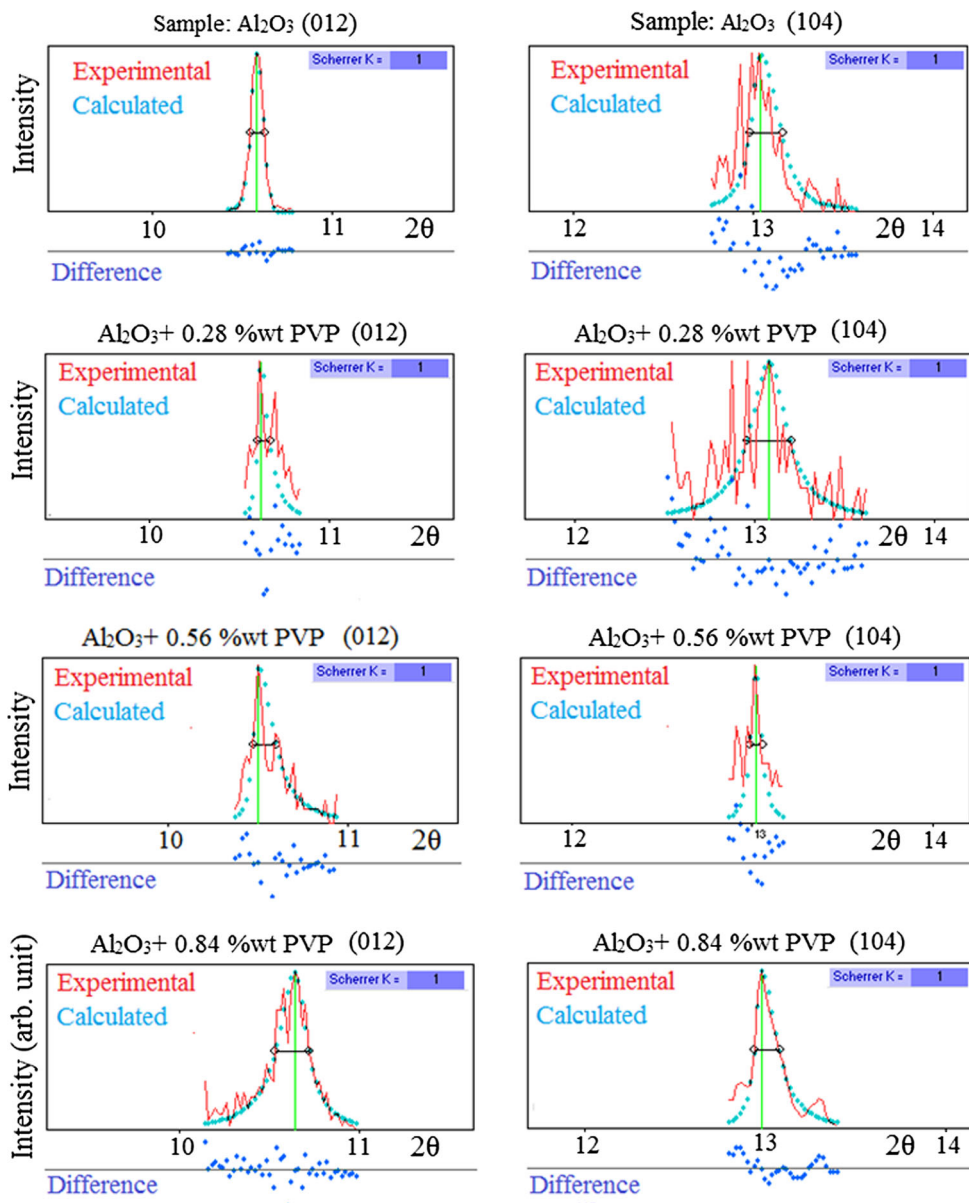 Sample: Al₂O₃ (012)
Intensity
Experimental
Calculated
Scherrer K = 1
10 11 2θ
Difference
Sample: Al₂O₃ (104)
Experimental
Calculated
Scherrer K = 1
12 13 2θ 14
Difference
Al₂O₃+ 0.28 %wt PVP (012)
Intensity
Experimental
Calculated
Scherrer K = 1
10 11 2θ
Difference
Al₂O₃+ 0.28 %wt PVP (104)
Experimental
Calculated
Scherrer K = 1
12 13 2θ 14
Difference
Al₂O₃+ 0.56 %wt PVP (012)
Intensity
Experimental
Calculated
Scherrer K = 1
10 11 2θ
Difference
Al₂O₃+ 0.56 %wt PVP (104)
Experimental
Calculated
Scherrer K = 1
12 13 2θ 14
Difference
Al₂O₃+ 0.84 %wt PVP (012)
Intensity (arb. unit)
Experimental
Calculated
Scherrer K = 1
10 11 2θ
Difference
Al₂O₃+ 0.84 %wt PVP (104)
Experimental
Calculated
Scherrer K = 1
12 13 2θ 14
Difference